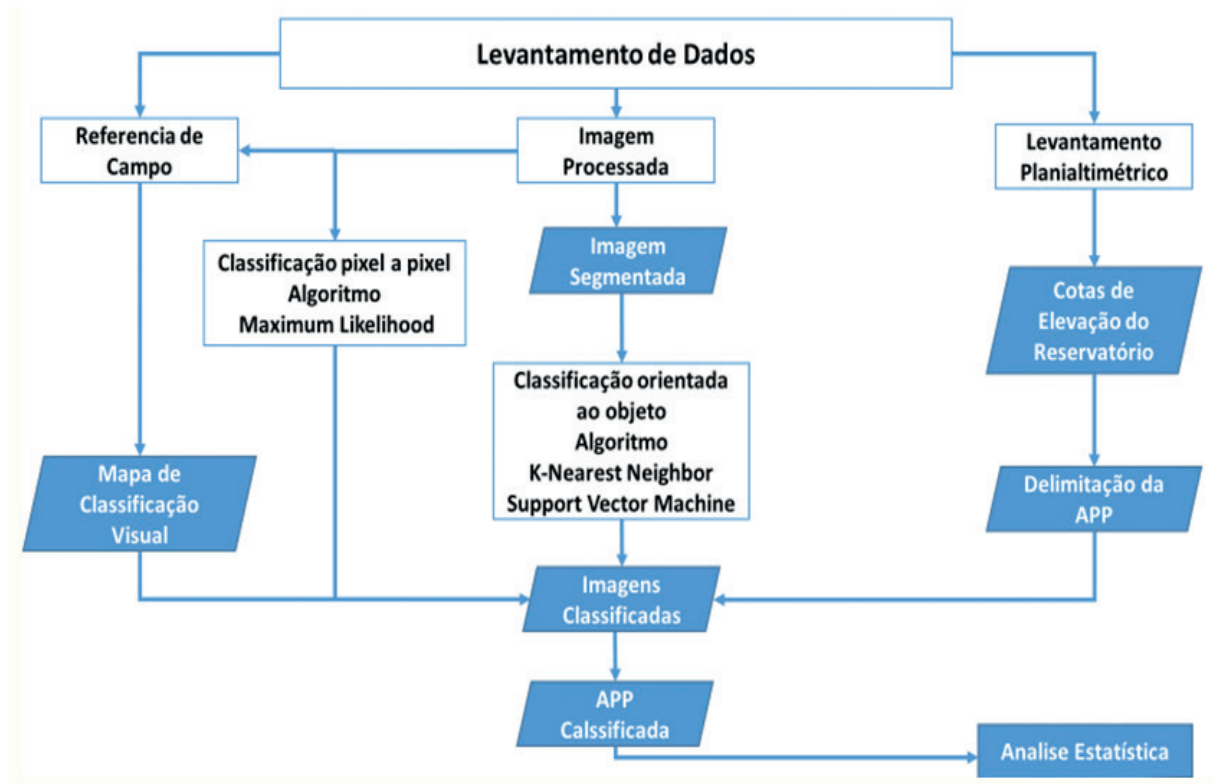 Levantamento de Dados
Referencia de
Campo
Imagem
Processada
Levantamento
Planialtimétrico
Classificação pixel a pixel
Algoritmo
Maximum Likelihood
Imagem
Segmentada
Cotas de
Elevação do
Reservatório
Classificação orientada
ao objeto
Algoritmo
K-Nearest Neighbor
Support Vector Machine
Mapa de
Classificação
Visual
Delimitação da
APP
Imagens
Classificadas
APP
Calssificada
Analise Estatística